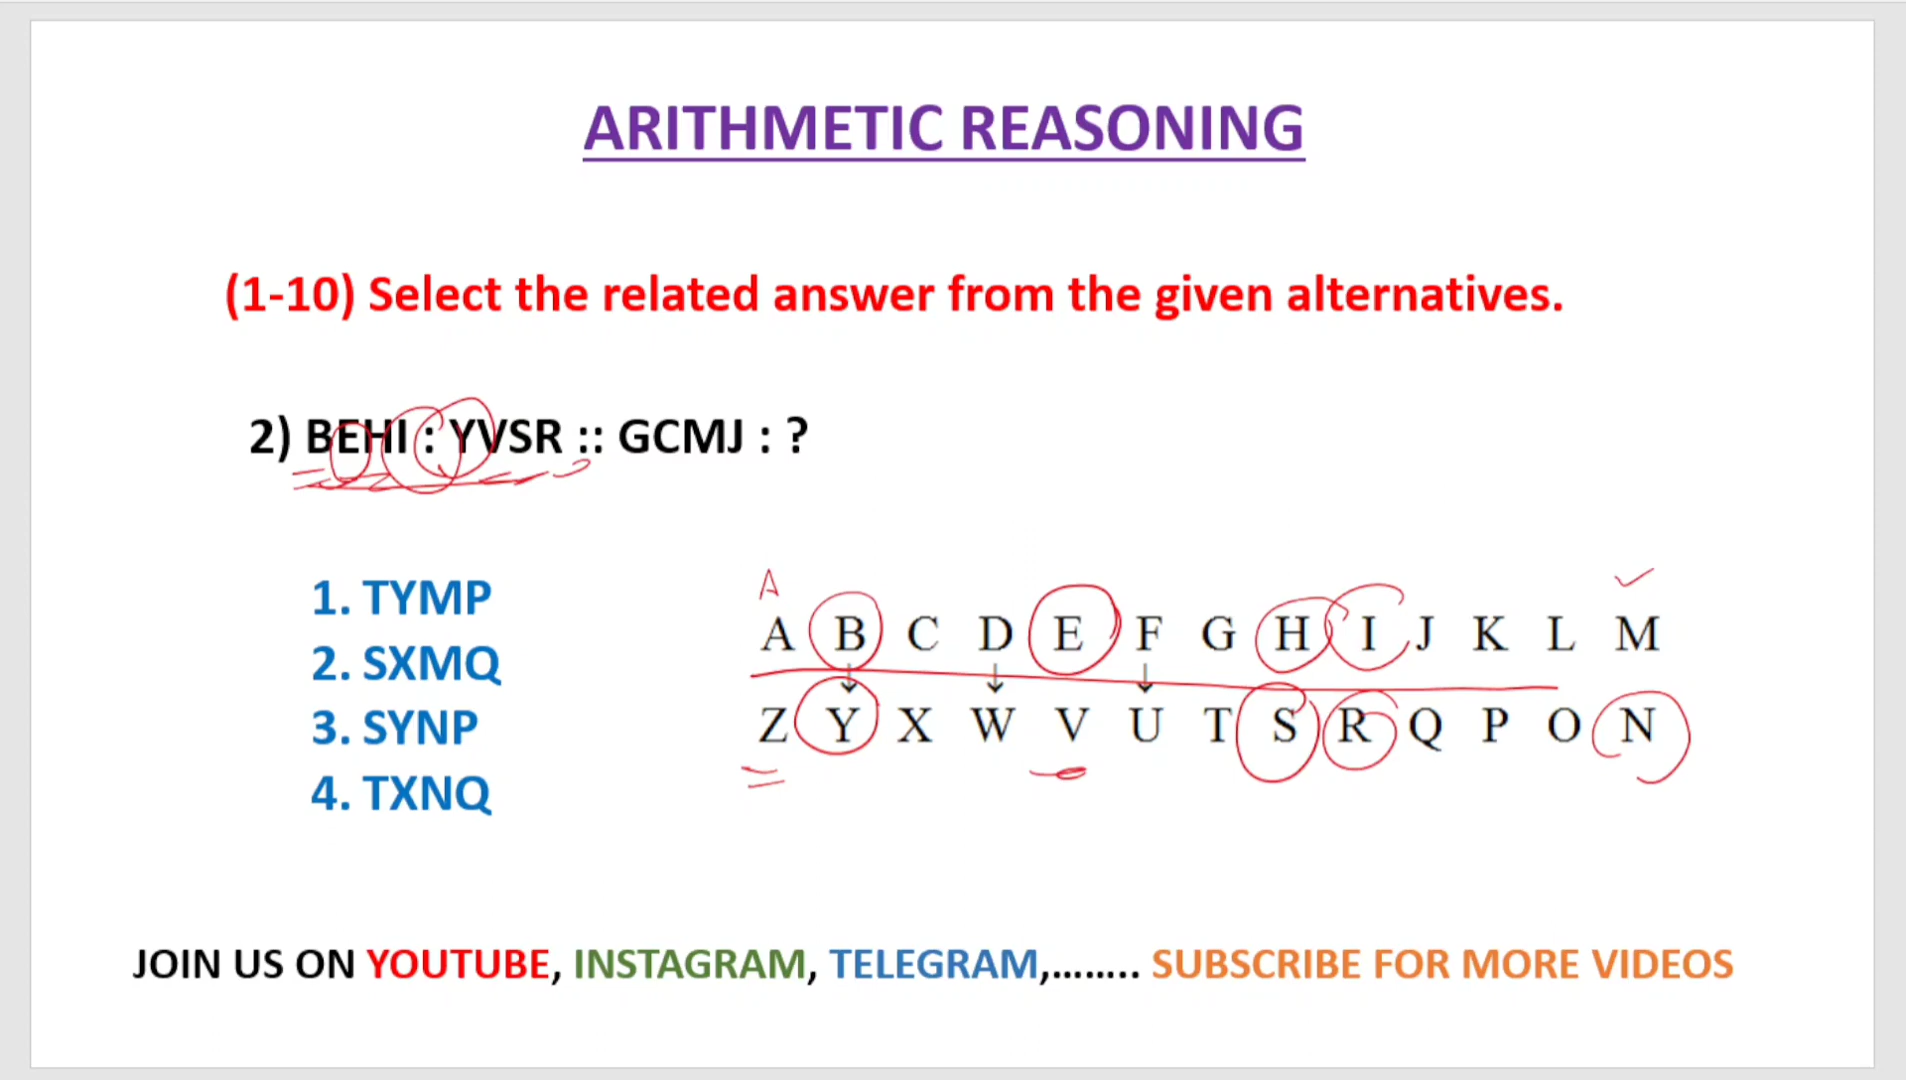 ARITHMETIC REASONING
(1-10) Select the related answer from the given alternatives.
2) BEHI : YVSR :: GCMJ : ?
1. TYMP
2. SXMQ
3. SYNP
4. TXNQ
A
A B C D E F G H I J K L M
Z Y X W V U T S R Q P O N
JOIN US ON YOUTUBE, INSTAGRAM, TELEGRAM,…….. SUBSCRIBE FOR MORE VIDEOS